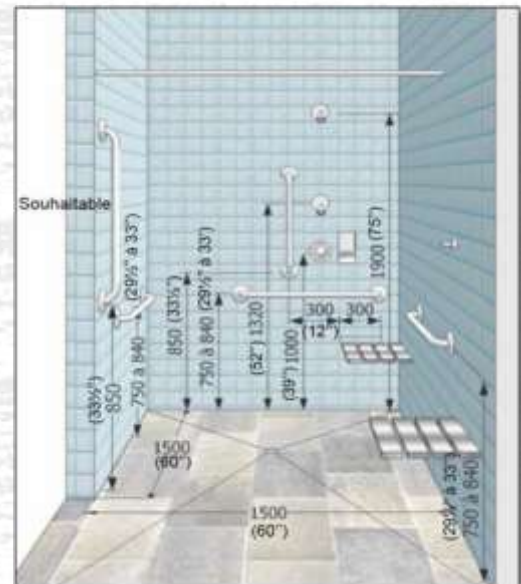 Souhaitable
(29½" à 33")
750 à 840
(33½")
850
850 (33½")
750 à 840 (29½" à 33')
(52") 1320
(39") 1000
300
(12")
300
1900 (75")
1500
(60")
1500
(60")
(29½" à 33")
750 à 840